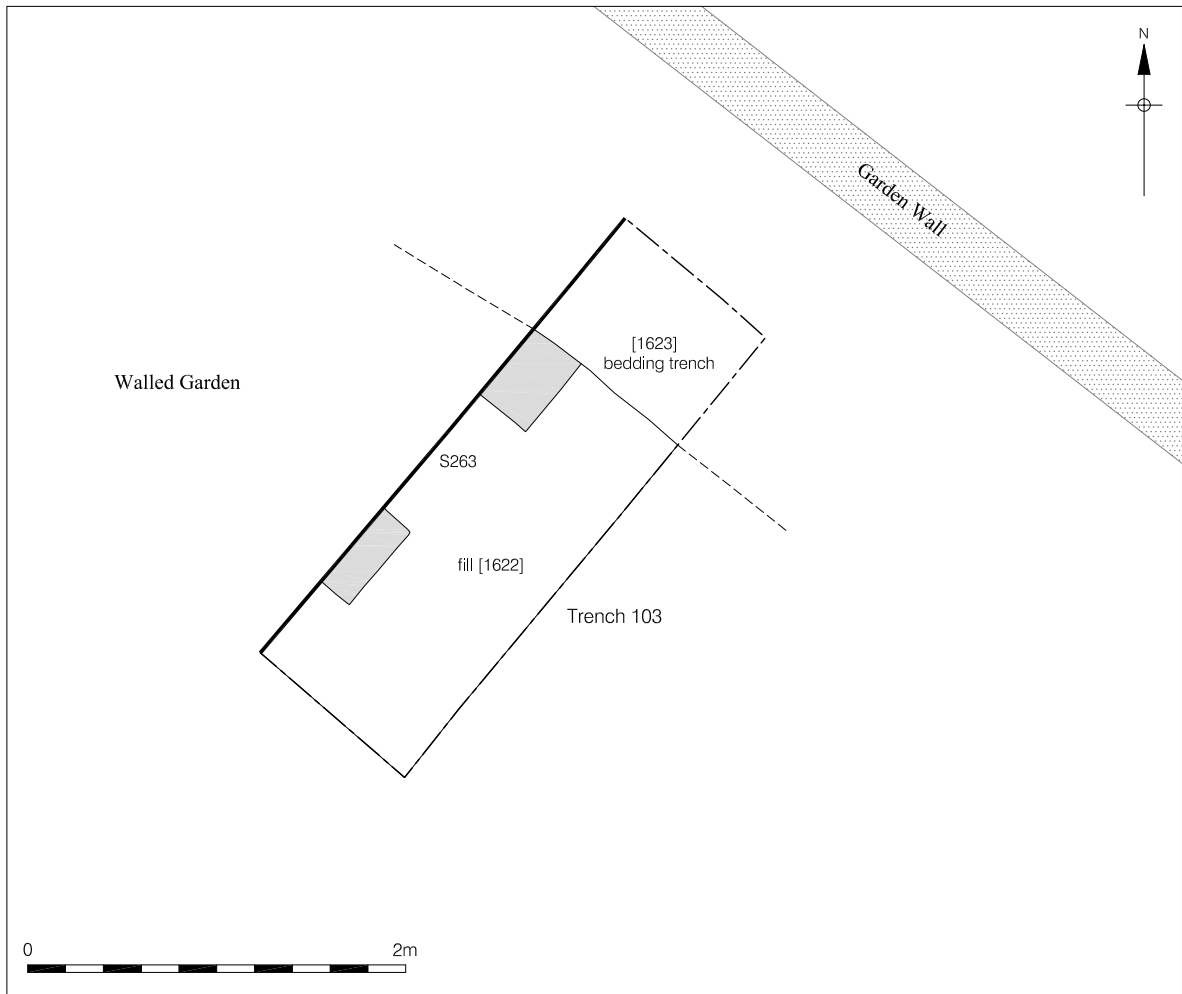 N
Garden Wall
[1623]
bedding trench
Walled Garden
S263
fill [1622]
Trench 103
0 2m